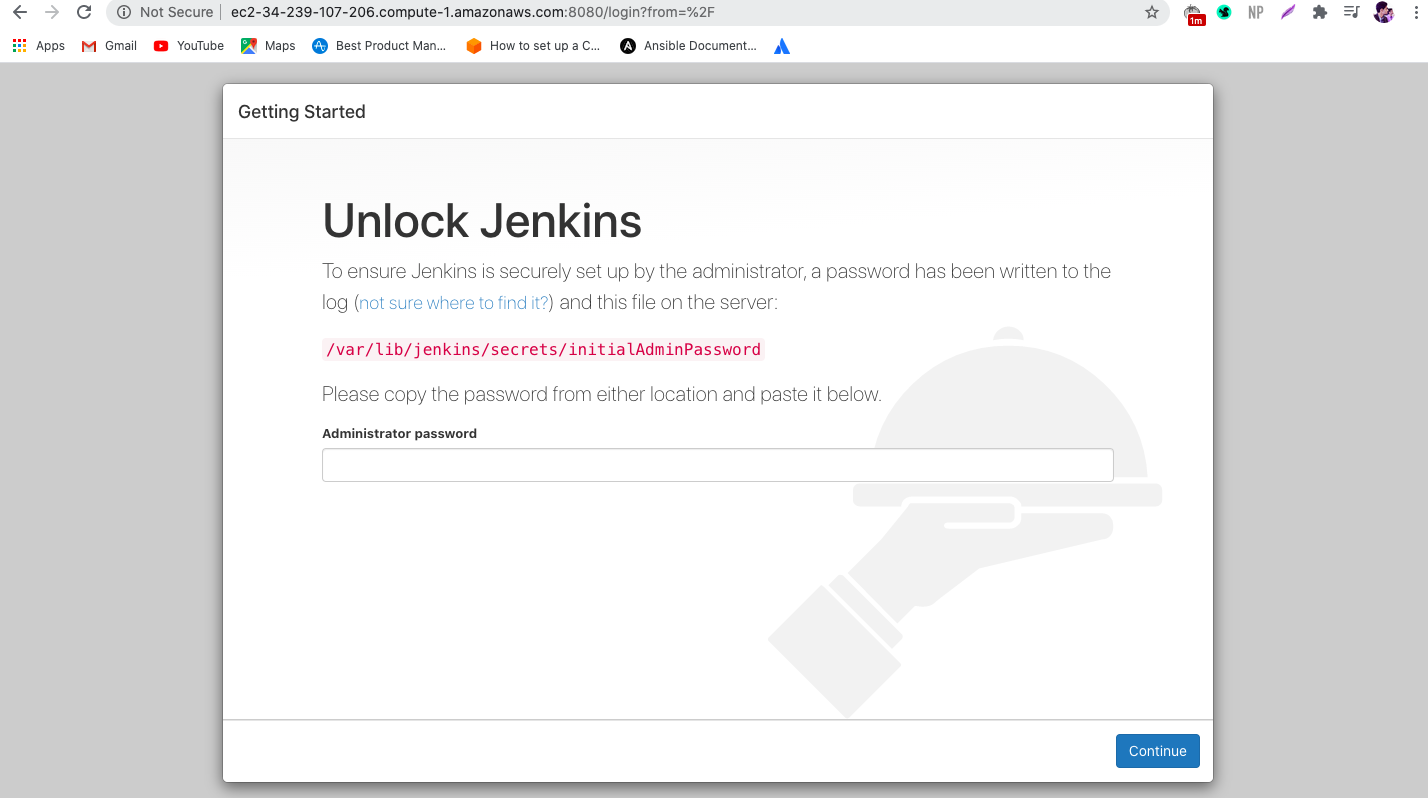 Not Secure ec2-34-239-107-206.compute-1.amazonaws.com:8080/login?from=%2F 1m NP
Apps Gmail YouTube Maps Best Product Man... How to set up a C... Ansible Document...
Getting Started
Unlock Jenkins
To ensure Jenkins is securely set up by the administrator, a password has been written to the
log (not sure where to find it?) and this file on the server:
/var/lib/jenkins/secrets/initialAdminPassword
Please copy the password from either location and paste it below.
Administrator password
Continue